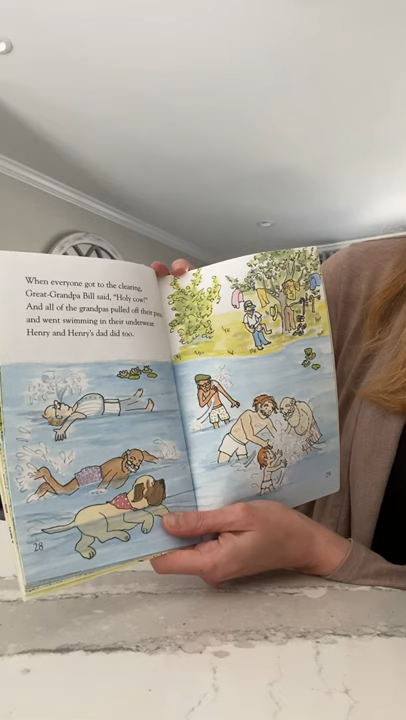 When everyone got to the clearing,
Great-Grandpa Bill said, "Holy cow!"
And all of the grandpas pulled off their pants
and went swimming in their underwear.
Henry and Henry's dad did too.
28
29